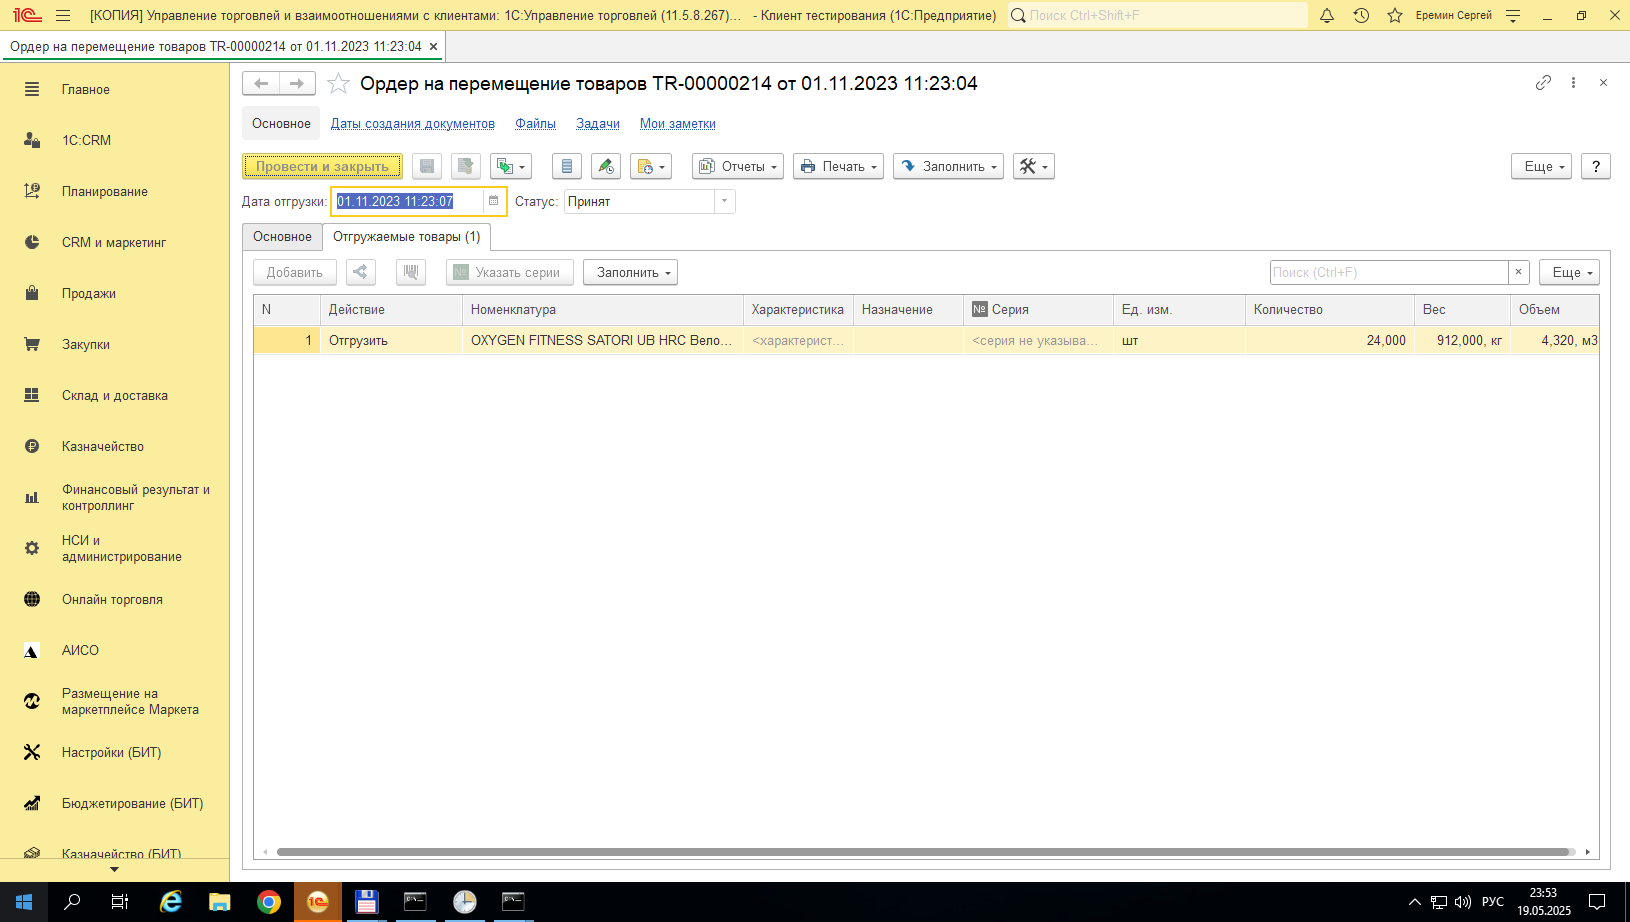 [КОПИЯ] Управление торговлей и взаимоотношениями с клиентами: 1С:Управление торговлей (11.5.8.267)... - Клиент тестирования (1С:Предприятие)
Поиск Ctrl+Shift+F
Еремин Сергей
Ордер на перемещение товаров TR-00000214 от 01.11.2023 11:23:04 ×
Главное
1C:CRM
Планирование
CRM и маркетинг
Продажи
Закупки
Склад и доставка
Казначейство
Финансовый результат и
контроллинг
НСИ и
администрирование
Онлайн торговля
АИСО
Размещение на
маркетплейсе Маркета
Настройки (БИТ)
Бюджетирование (БИТ)
Казначейство (БИТ)
Ордер на перемещение товаров TR-00000214 от 01.11.2023 11:23:04
Основное Даты создания документов Файлы Задачи Мои заметки
Провести и закрыть Отчеты Печать Заполнить Еще ?
Дата отгрузки: 01.11.2023 11:23:07 Статус: Принят
Основное Отгружаемые товары (1)
Добавить № Указать серии Заполнить Поиск (Ctrl+F) × Еще
N Действие Номенклатура Характеристика Назначение № Серия Ед. изм. Количество Вес Объем
1 Отгрузить OXYGEN FITNESS SATORI UB HRC Вело... <характерист... <серия не указыва... шт 24,000 912,000, кг 4,320, м3
РУС
23:53
19.05.2025